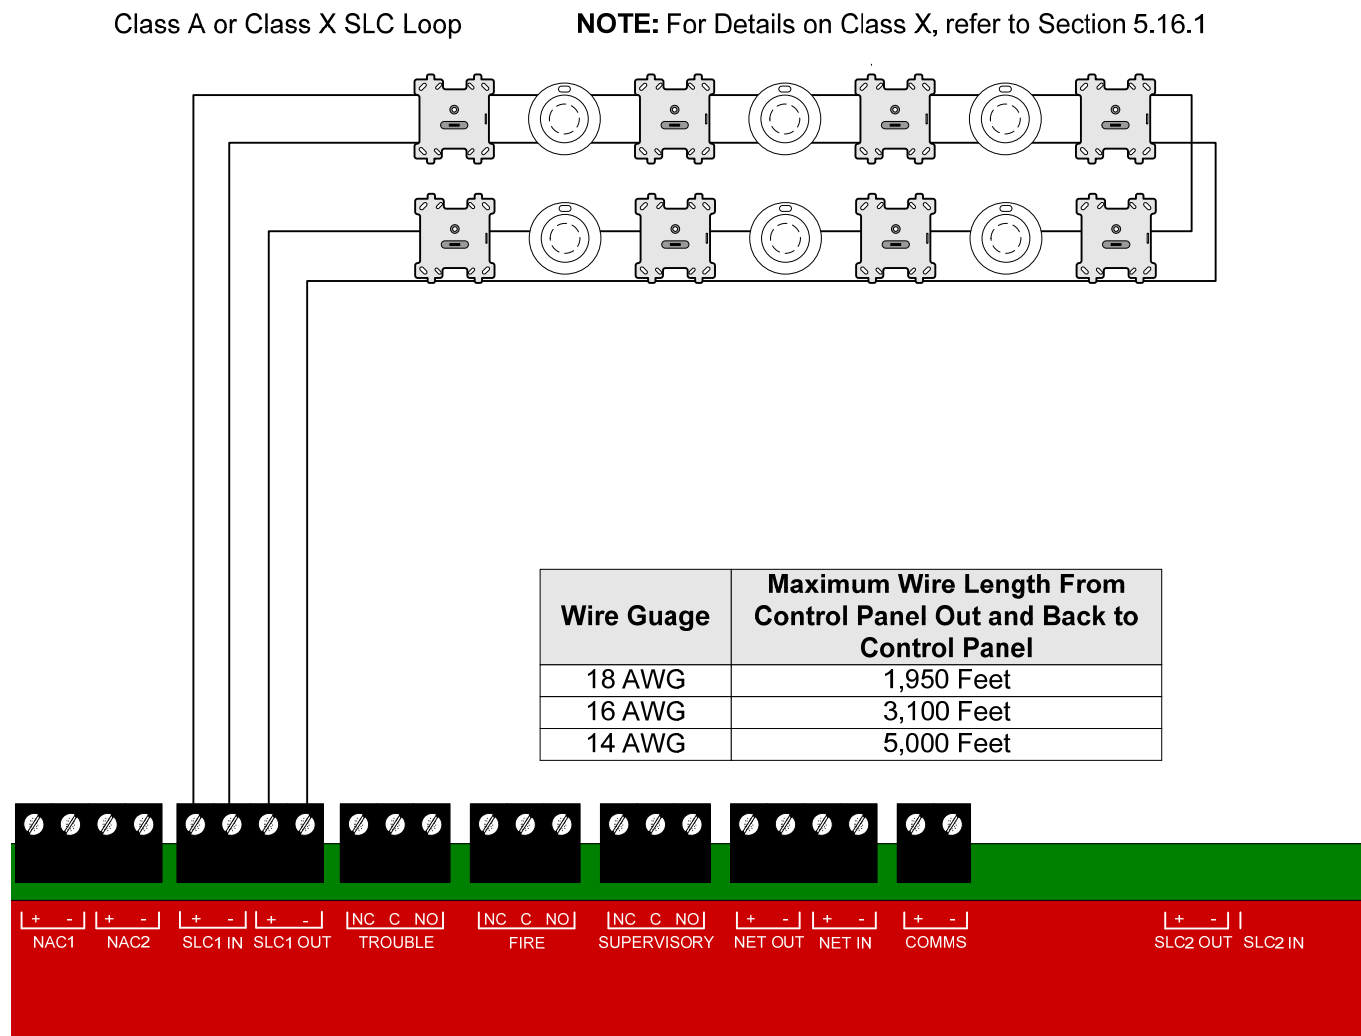 Class A or Class X SLC Loop
NOTE: For Details on Class X, refer to Section 5.16.1
Wire Guage
Maximum Wire Length From
Control Panel Out and Back to
Control Panel
18 AWG 1,950 Feet
16 AWG 3,100 Feet
14 AWG 5,000 Feet
+ - + - + - + - NC C NO NC C NO NC C NO + - + - + - + -
NAC1 NAC2 SLC1 IN SLC1 OUT TROUBLE FIRE SUPERVISORY NET OUT NET IN COMMS SLC2 OUT SLC2 IN